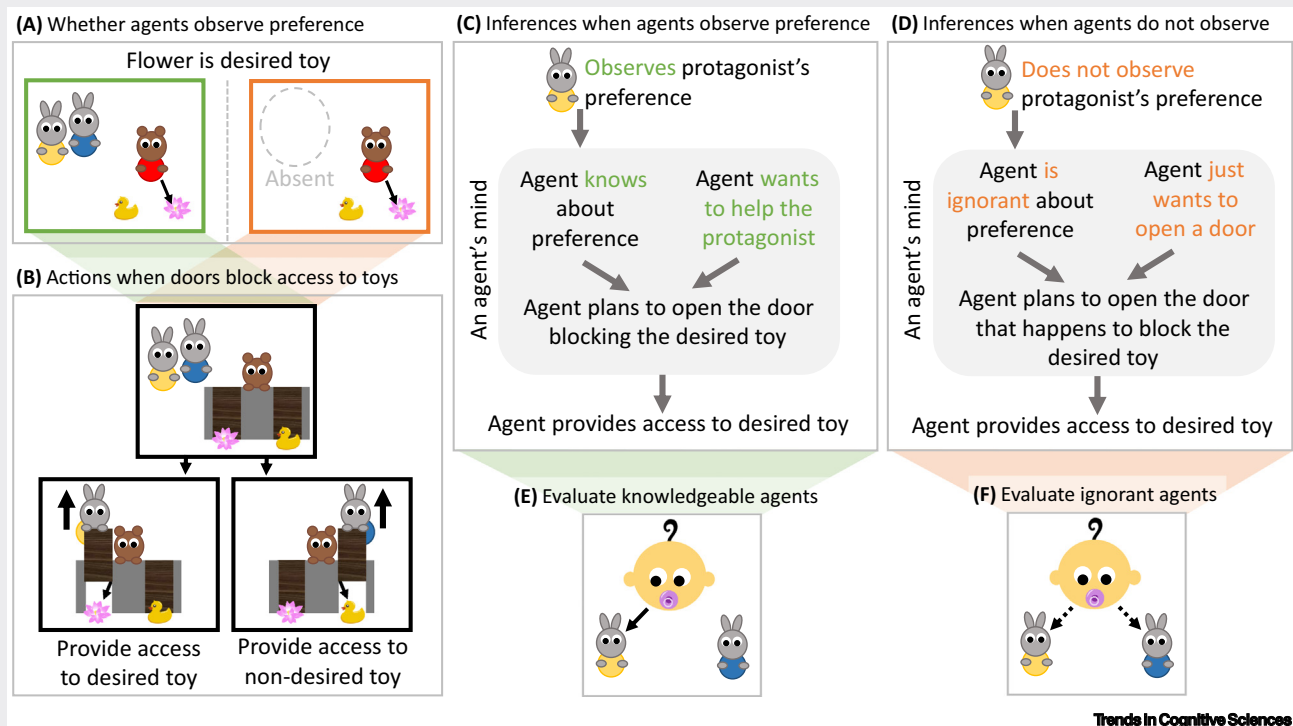 (A) Whether agents observe preference
Flower is desired toy
Absent
(B) Actions when doors block access to toys
Provide access
to desired toy
Provide access to
non-desired toy
(C) Inferences when agents observe preference
Observes protagonist's
preference
An agent's mind
Agent knows
about
preference
Agent wants
to help the
protagonist
Agent plans to open the door
blocking the desired toy
Agent provides access to desired toy
(D) Inferences when agents do not observe
Does not observe
protagonist's preference
An agent's mind
Agent is
ignorant about
preference
Agent just
wants to
open a door
Agent plans to open the door
that happens to block the
desired toy
Agent provides access to desired toy
(E) Evaluate knowledgeable agents
(F) Evaluate ignorant agents
Trends in Cognitive Sciences